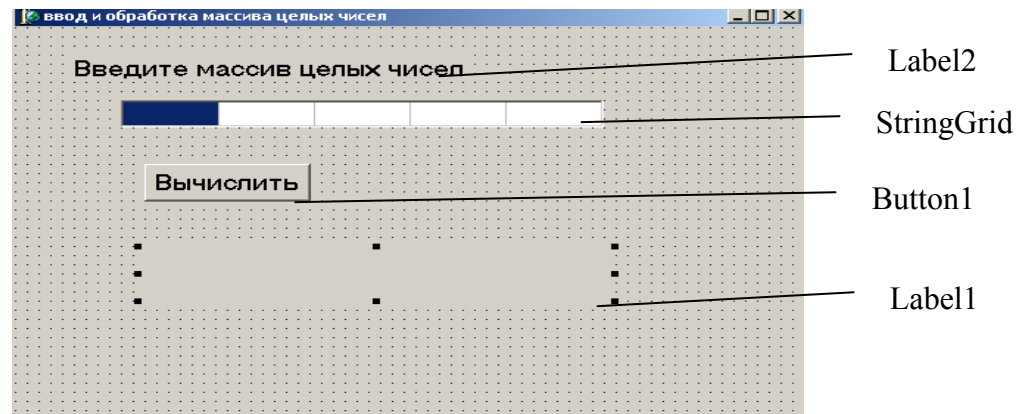 ввод и обработка массива целых чисел
Введите массив целых чисел
Label2
StringGrid
Вычислить
Button1
Label1